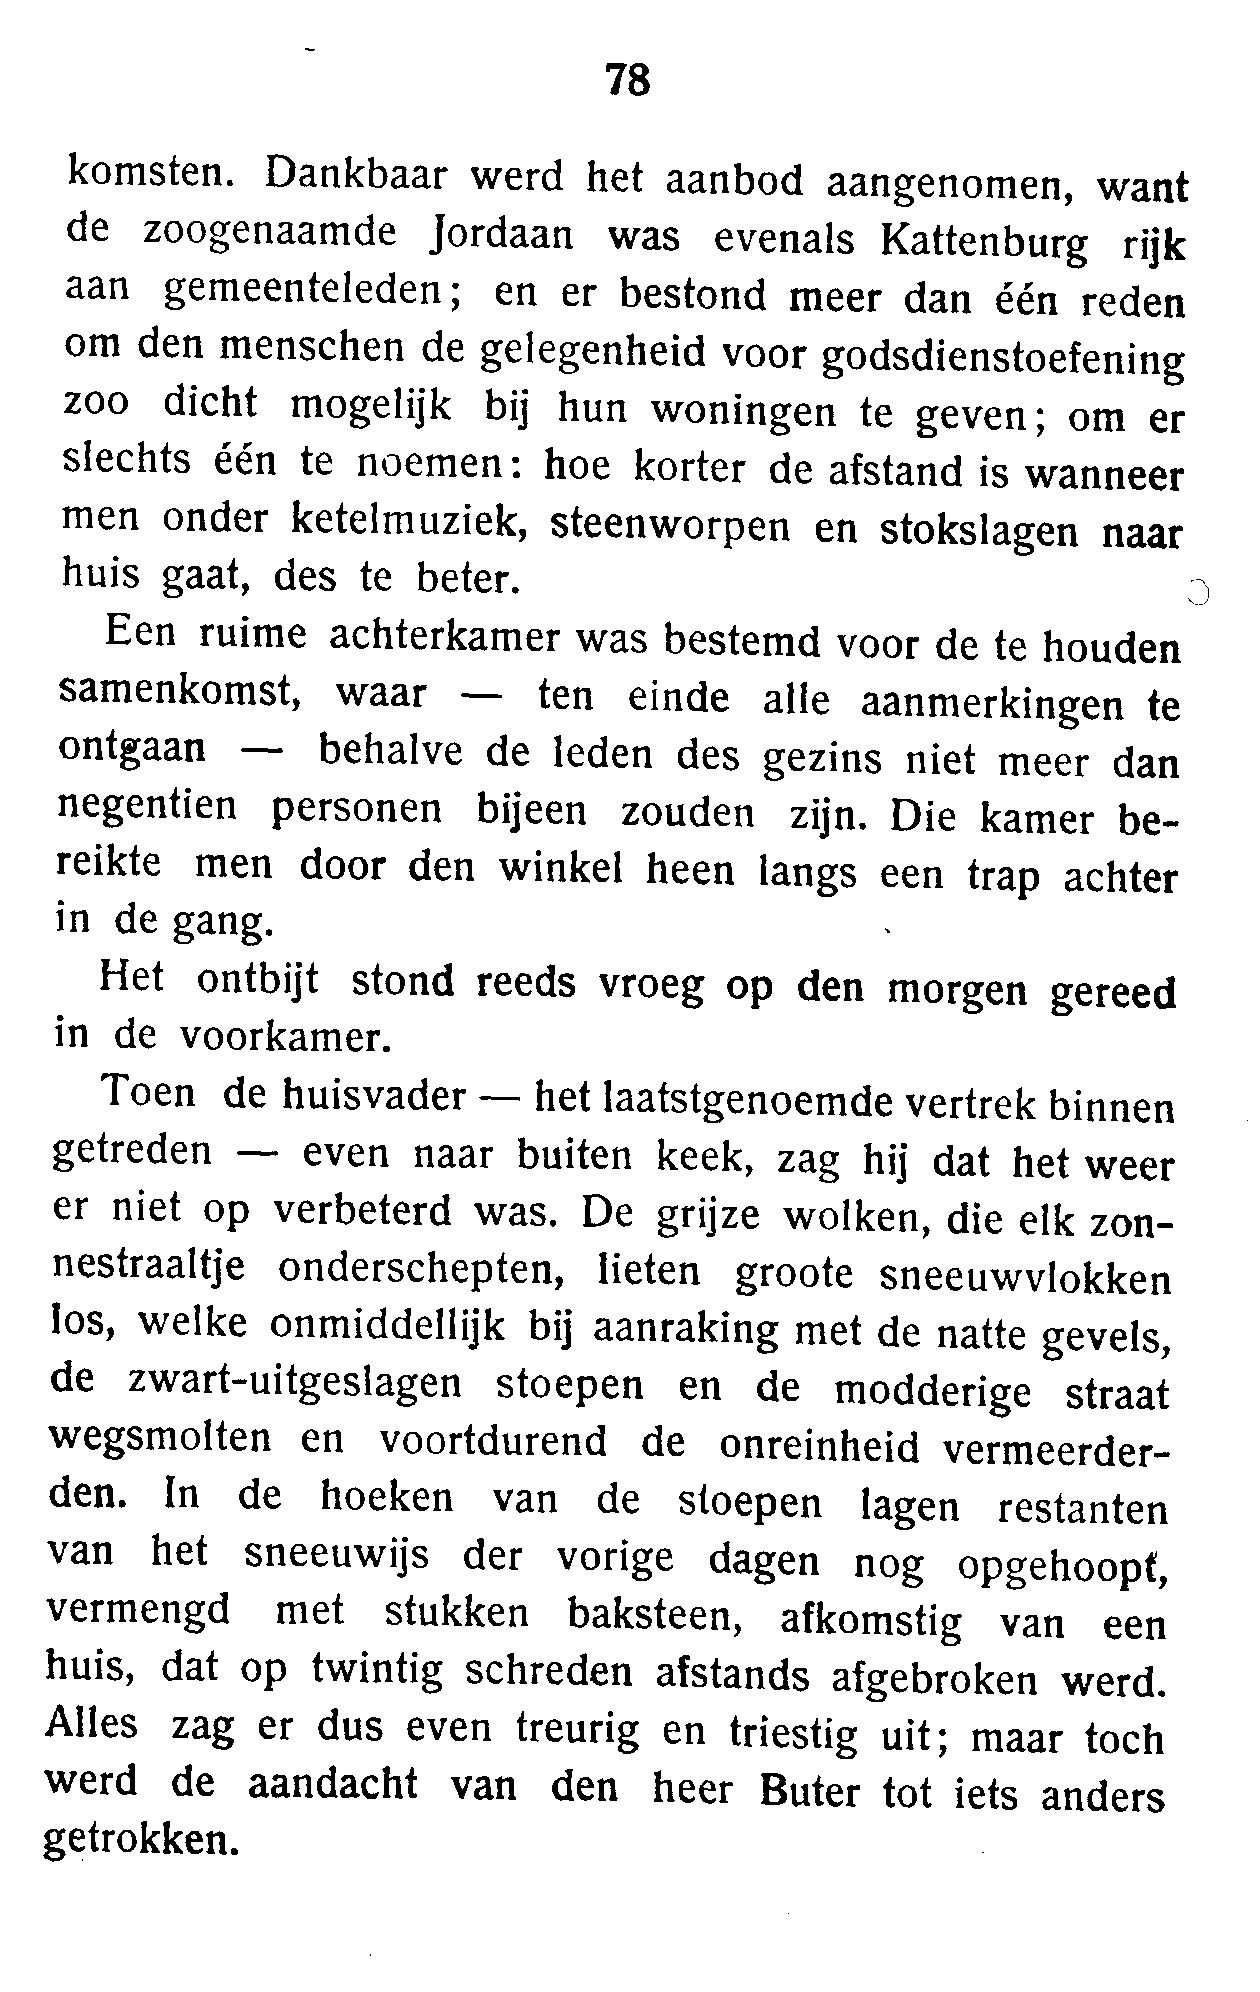 78
komsten. Dankbaar werd het aanbod aangenomen, want
de zoogenaamde Jordaan was evenals Kattenburg rijk
aan gemeenteleden; en er bestond meer dan één reden
om den menschen de gelegenheid voor godsdienstoefening
zoo dicht mogelijk bij hun woningen te geven; om er
slechts één te noemen: hoe korter de afstand is wanneer
men onder ketelmuziek, steenworpen en stokslagen naar
huis gaat, des te beter.
Een ruime achterkamer was bestemd voor de te houden
samenkomst, waar — ten einde alle aanmerkingen te
ontgaan — behalve de leden des gezins niet meer dan
negentien personen bijeen zouden zijn. Die kamer be-
reikte men door den winkel heen langs een trap achter
in de gang.
Het ontbijt stond reeds vroeg op den morgen gereed
in de voorkamer.
Toen de huisvader — het laatstgenoemde vertrek binnen
getreden — even naar buiten keek, zag hij dat het weer
er niet op verbeterd was. De grijze wolken, die elk zon-
nestraaltje onderschepten, lieten groote sneeuwvlokken
los, welke onmiddellijk bij aanraking met de natte gevels,
de zwart-uitgeslagen stoepen en de modderige straat
wegsmolten en voortdurend de onreinheid vermeerder-
den. In de hoeken van de stoepen lagen restanten
van het sneeuwijs der vorige dagen nog opgehoopt,
vermengd met stukken baksteen, afkomstig van een
huis, dat op twintig schreden afstands afgebroken werd.
Alles zag er dus even treurig en triestig uit; maar toch
werd de aandacht van den heer Buter tot iets anders
getrokken.